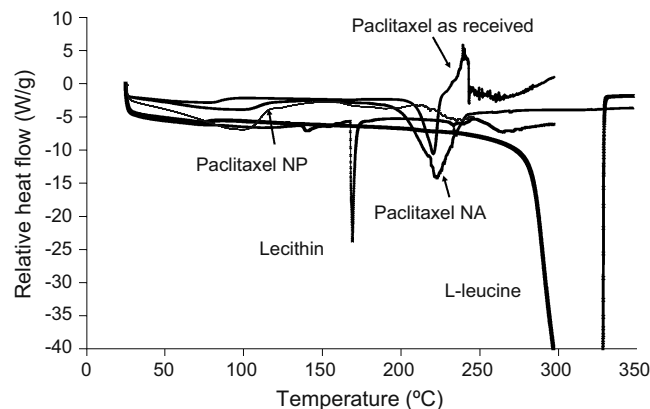 Paclitaxel as received
10
5
0
-5
-10
-15
-20
-25
-30
-35
-40
Relative heat flow (W/g)
Paclitaxel NP
Paclitaxel NA
Lecithin
L-leucine
0 50 100 150 200 250 300 350
Temperature (ºC)